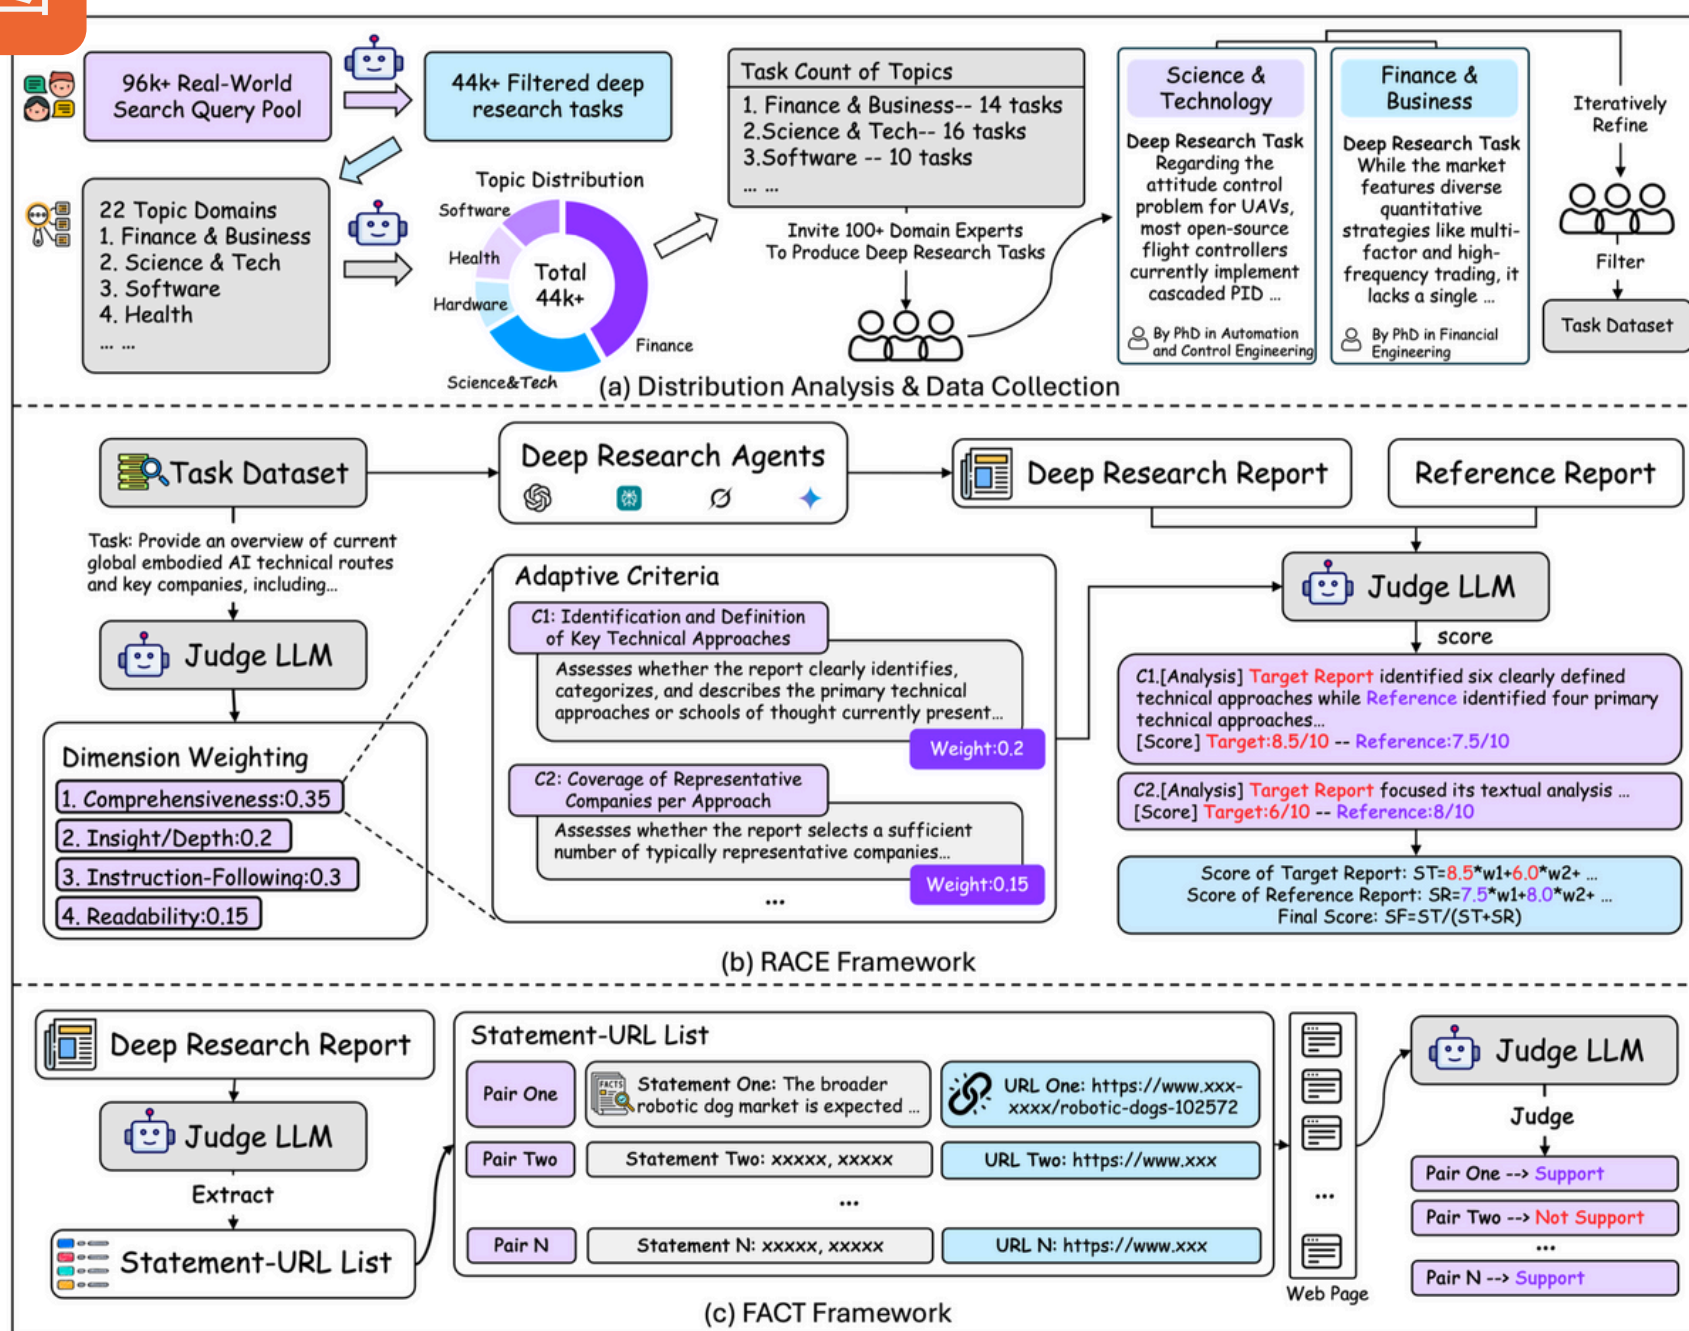 96k+ Real-World
Search Query Pool
44k+ Filtered deep
research tasks
22 Topic Domains
1. Finance & Business
2. Science & Tech
3. Software
4. Health
... ...
Topic Distribution
Software
Health
Hardware
Total
44k+
Finance
Science&Tech
Task Count of Topics
1. Finance & Business-- 14 tasks
2.Science & Tech-- 16 tasks
3.Software -- 10 tasks
... ...
Invite 100+ Domain Experts
To Produce Deep Research Tasks
Science &
Technology
Deep Research Task
Regarding the
attitude control
problem for UAVs,
most open-source
flight controllers
currently implement
cascaded PID ...
By PhD in Automation
and Control Engineering
Finance &
Business
Deep Research Task
While the market
features diverse
quantitative
strategies like multi-
factor and high-
frequency trading, it
lacks a single ...
By PhD in Financial
Engineering
Iteratively
Refine
Filter
Task Dataset
(a) Distribution Analysis & Data Collection
Task Dataset
Deep Research Agents
Deep Research Report
Reference Report
Task: Provide an overview of current
global embodied AI technical routes
and key companies, including...
Judge LLM
Dimension Weighting
1. Comprehensiveness:0.35
2. Insight/Depth:0.2
3. Instruction-Following:0.3
4. Readability:0.15
Adaptive Criteria
C1: Identification and Definition
of Key Technical Approaches
Assesses whether the report clearly identifies,
categorizes, and describes the primary technical
approaches or schools of thought currently present...
Weight:0.2
C2: Coverage of Representative
Companies per Approach
Assesses whether the report selects a sufficient
number of typically representative companies...
Weight:0.15
...
Judge LLM
score
C1.[Analysis] Target Report identified six clearly defined
technical approaches while Reference identified four primary
technical approaches...
[Score] Target:8.5/10 -- Reference:7.5/10
C2.[Analysis] Target Report focused its textual analysis ...
[Score] Target:6/10 -- Reference:8/10
Score of Target Report: ST=8.5*w1+6.0*w2+ ...
Score of Reference Report: SR=7.5*w1+8.0*w2+ ...
Final Score: SF=ST/(ST+SR)
(b) RACE Framework
Deep Research Report
Judge LLM
Extract
Statement-URL List
Statement-URL List
Pair One
FACTS
Statement One: The broader
robotic dog market is expected ...
URL One: https://www.xxx-
xxxx/robotic-dogs-102572
Pair Two
Statement Two: xxxxx, xxxxx
URL Two: https://www.xxx
...
Pair N
Statement N: xxxxx, xxxxx
URL N: https://www.xxx
...
Web Page
Judge LLM
Judge
Pair One --> Support
Pair Two --> Not Support
...
Pair N --> Support
(c) FACT Framework